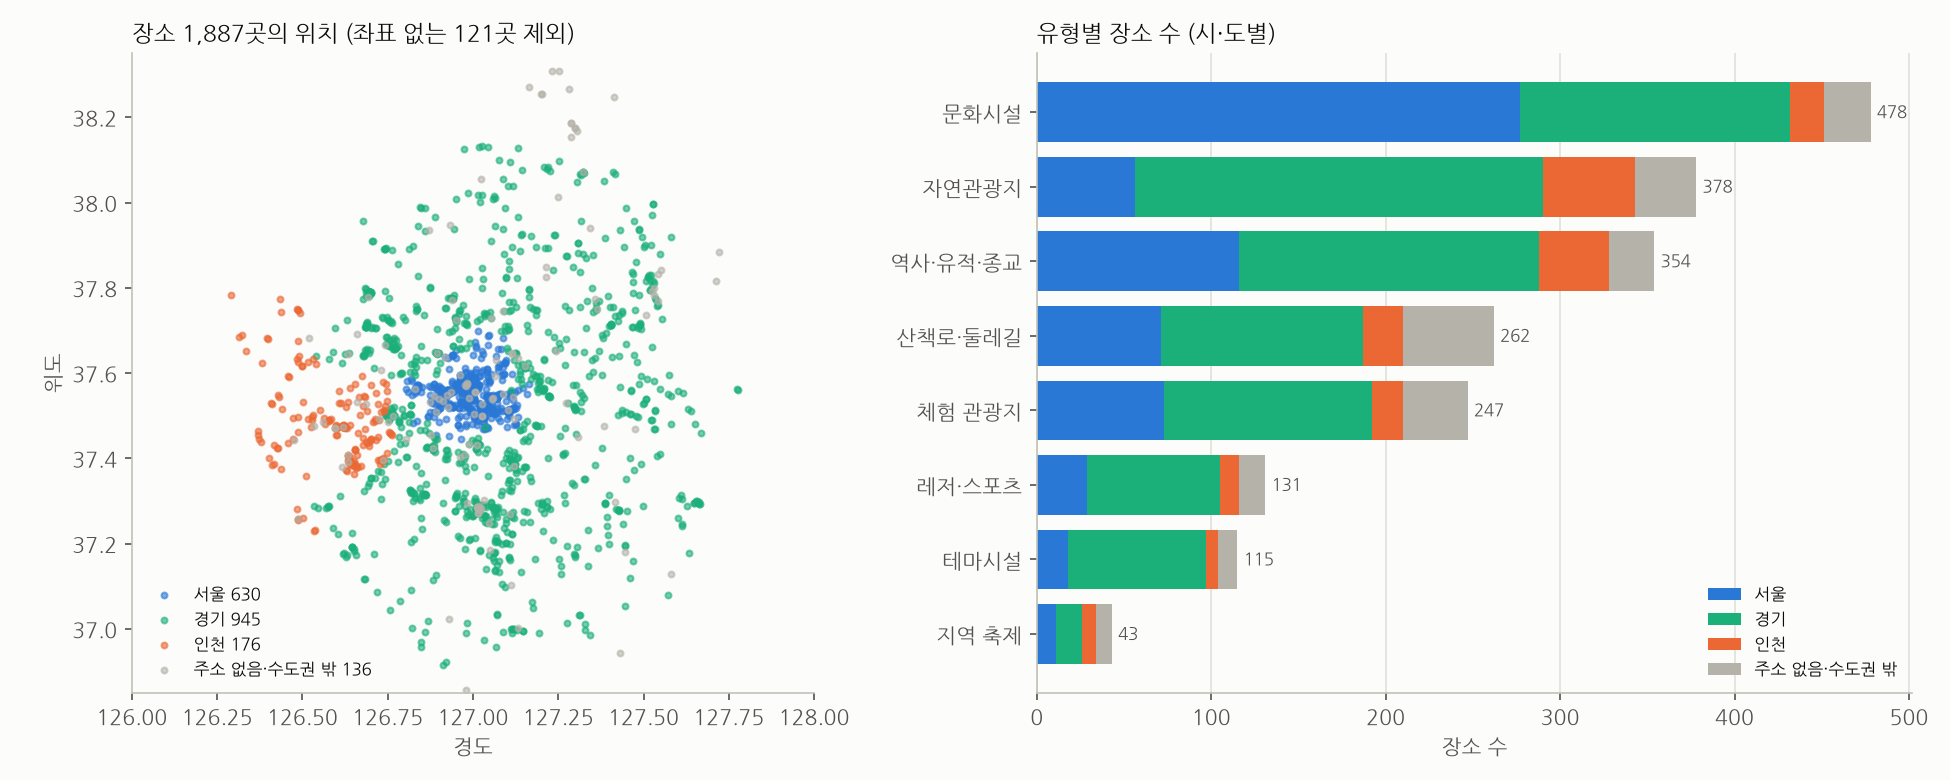 장소 1,887곳의 위치 (좌표 없는 121곳 제외)
38.2
38.0
37.8
37.6
37.4
37.2
37.0
위도
서울 630
경기 945
인천 176
주소 없음·수도권 밖 136
126.00 126.25 126.50 126.75 127.00 127.25 127.50 127.75 128.00
경도
유형별 장소 수 (시·도별)
문화시설 478
자연관광지 378
역사·유적·종교 354
산책로·둘레길 262
체험 관광지 247
레저·스포츠 131
테마시설 115
지역 축제 43
서울
경기
인천
주소 없음·수도권 밖
0 100 200 300 400 500
장소 수